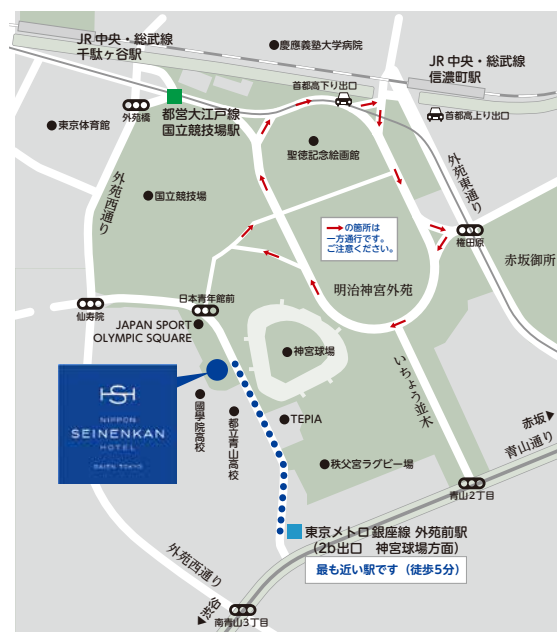 JR 中央・総武線
千駄ヶ谷駅
慶應義塾大学病院
JR 中央・総武線
信濃町駅
首都高下り出口
首都高上り出口
外苑橋
都営大江戸線
国立競技場駅
東京体育館
聖徳記念絵画館
外苑東通り
外苑西通り
国立競技場
の箇所は
一方通行です。
ご注意ください。
権田原
赤坂御所
明治神宮外苑
仙寿院
日本青年館前
JAPAN SPORT
OLYMPIC SQUARE
神宮球場
いちょう並木
NIPPON
SEINENKAN
HOTEL
GAIEN TOKYO
國學院高校
都立青山高校
TEPIA
赤坂
青山通り
秩父宮ラグビー場
青山2丁目
東京メトロ銀座線 外苑前駅
(2b出口 神宮球場方面)
最も近い駅です（徒歩5分）
外苑西通り
渋谷
南青山3丁目